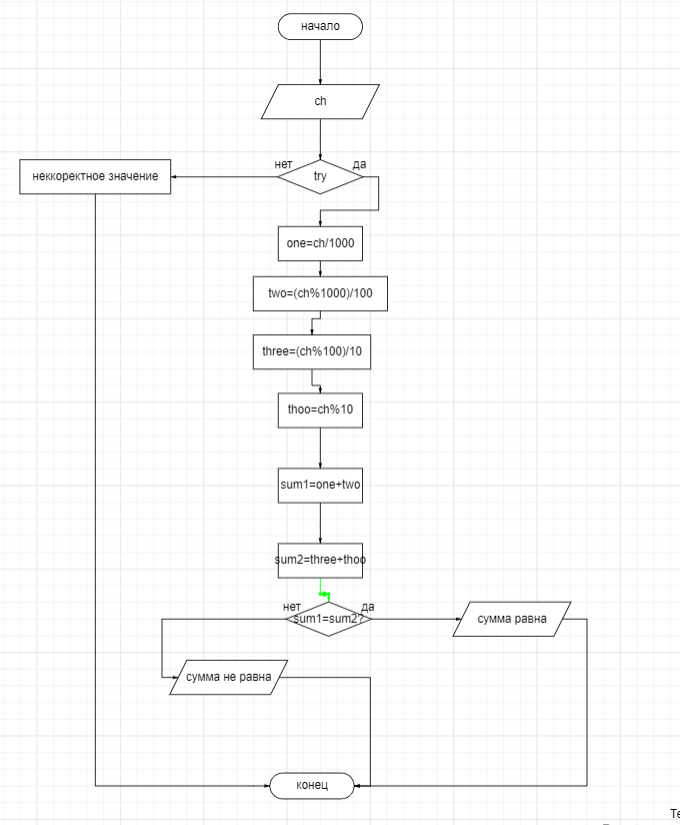 начало
ch
нет
да
try
неккоректное значение
one=ch/1000
two=(ch%1000)/100
three=(ch%100)/10
thoo=ch%10
sum1=one+two
sum2=three+thoo
нет
да
sum1=sum2?
сумма равна
сумма не равна
конец
Те